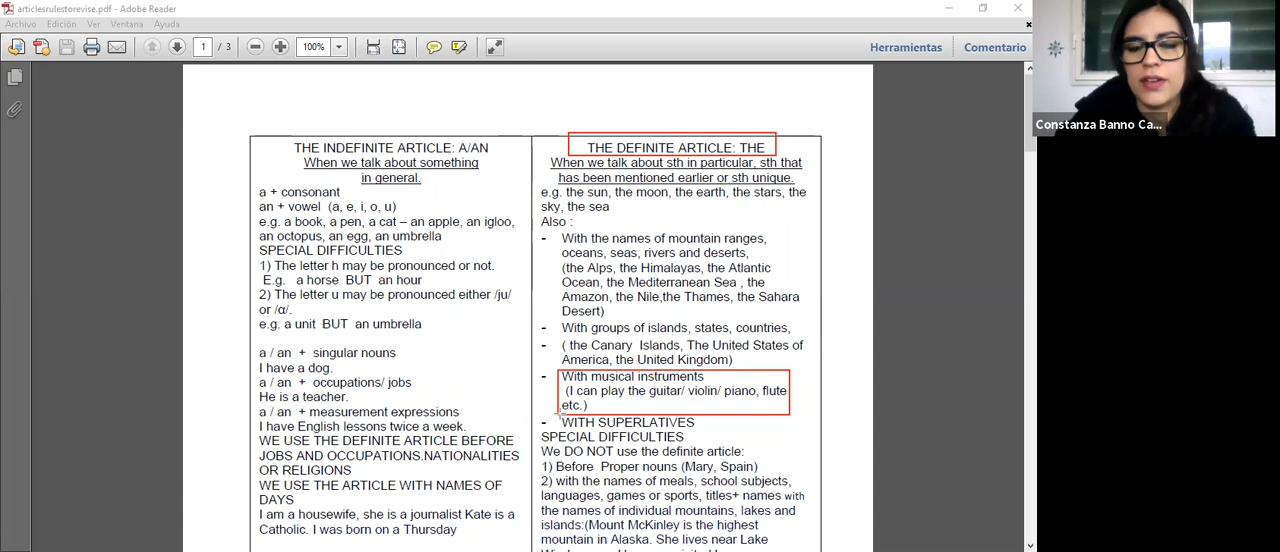 articlesrulestorevise.pdf - Adobe Reader
Archivo Edición Ver Ventana Ayuda
1 / 3 100% Herramientas Comentario
Constanza Banno Ca...
THE INDEFINITE ARTICLE: A/AN
When we talk about something
in general.
a + consonant
an + vowel (a, e, i, o, u)
e.g. a book, a pen, a cat – an apple, an igloo,
an octopus, an egg, an umbrella
SPECIAL DIFFICULTIES
1) The letter h may be pronounced or not.
E.g. a horse BUT an hour
2) The letter u may be pronounced either /ju/
or /α/.
e.g. a unit BUT an umbrella
a / an + singular nouns
I have a dog.
a / an + occupations/ jobs
He is a teacher.
a / an + measurement expressions
I have English lessons twice a week.
WE USE THE DEFINITE ARTICLE BEFORE
JOBS AND OCCUPATIONS.NATIONALITIES
OR RELIGIONS
WE USE THE ARTICLE WITH NAMES OF
DAYS
I am a housewife, she is a journalist Kate is a
Catholic. I was born on a Thursday
THE DEFINITE ARTICLE: THE
When we talk about sth in particular, sth that
has been mentioned earlier or sth unique.
e.g. the sun, the moon, the earth, the stars, the
sky, the sea
Also :
- With the names of mountain ranges,
oceans, seas, rivers and deserts,
(the Alps, the Himalayas, the Atlantic
Ocean, the Mediterranean Sea , the
Amazon, the Nile,the Thames, the Sahara
Desert)
- With groups of islands, states, countries,
- ( the Canary Islands, The United States of
America, the United Kingdom)
- With musical instruments
(I can play the guitar/ violin/ piano, flute
etc.)
- WITH SUPERLATIVES
SPECIAL DIFFICULTIES
We DO NOT use the definite article:
1) Before Proper nouns (Mary, Spain)
2) with the names of meals, school subjects,
languages, games or sports, titles+ names with
the names of individual mountains, lakes and
islands:(Mount McKinley is the highest
mountain in Alaska. She lives near Lake